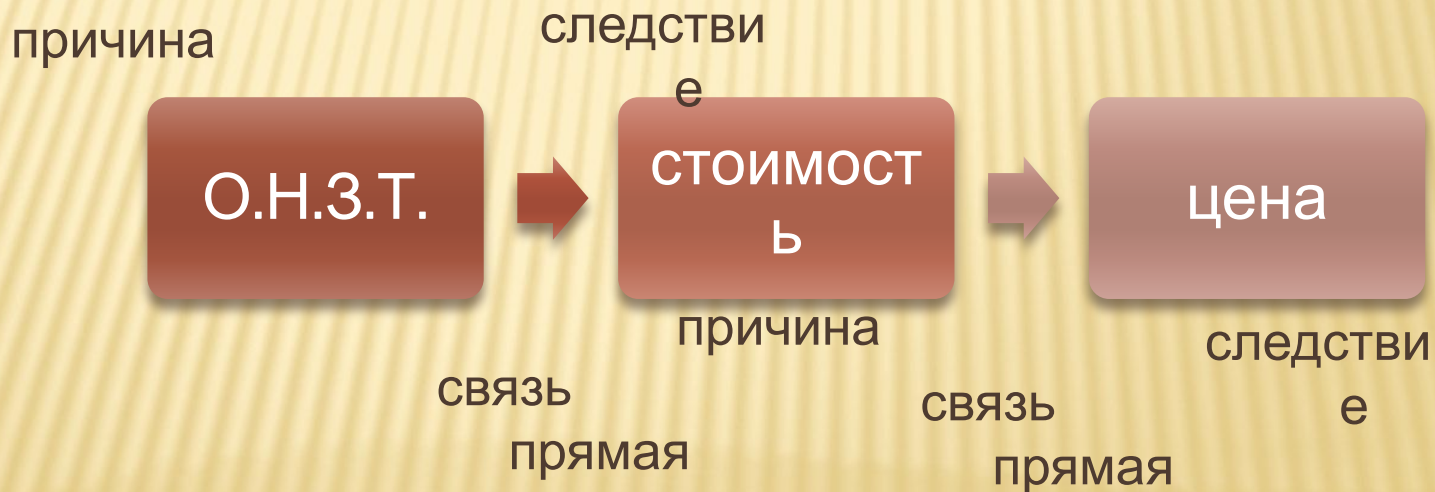 причина
следстви
е
О.Н.З.Т.
стоимост
ь
цена
причина
следстви
е
связь
прямая
связь
прямая